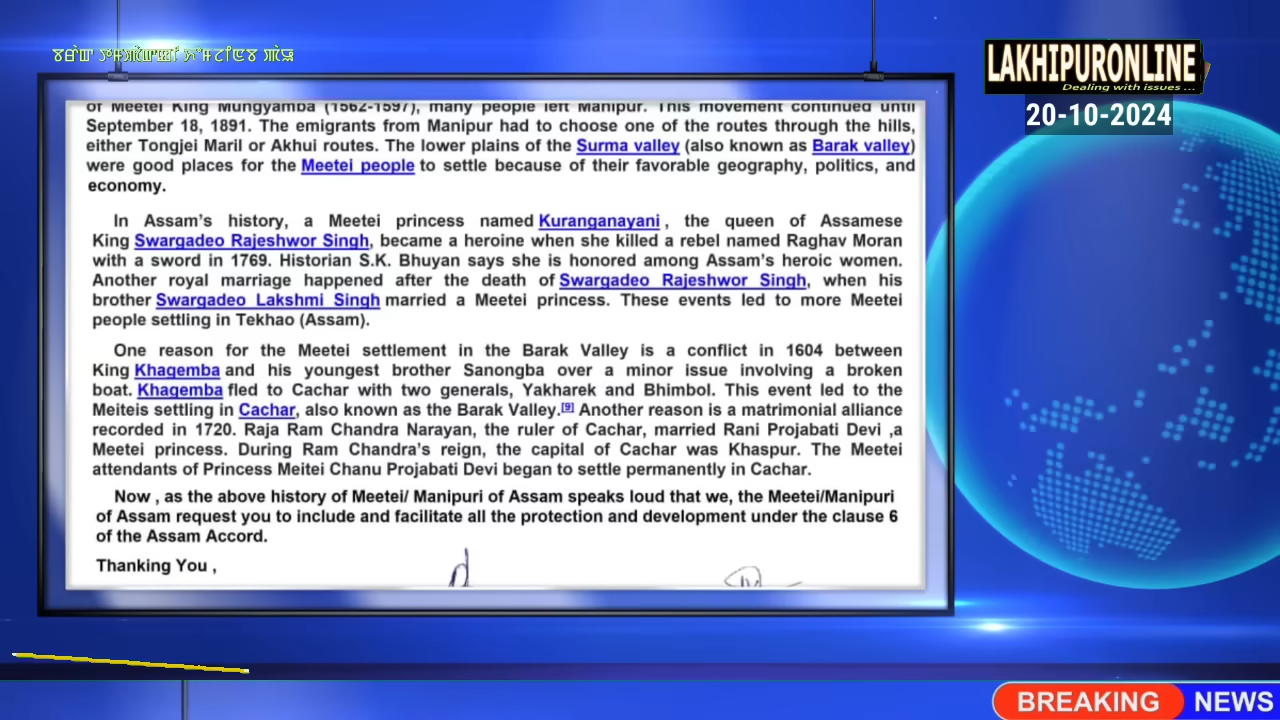 LAKHIPURONLINE
Dealing with issues ...
20-10-2024
of Meetei King Mungyamba (1562-1597), many people left Manipur. This movement continued until
September 18, 1891. The emigrants from Manipur had to choose one of the routes through the hills,
either Tongjei Maril or Akhui routes. The lower plains of the Surma valley (also known as Barak valley)
were good places for the Meetei people to settle because of their favorable geography, politics, and
economy.
In Assam’s history, a Meetei princess named Kuranganayani , the queen of Assamese
King Swargadeo Rajeshwor Singh, became a heroine when she killed a rebel named Raghav Moran
with a sword in 1769. Historian S.K. Bhuyan says she is honored among Assam’s heroic women.
Another royal marriage happened after the death of Swargadeo Rajeshwor Singh, when his
brother Swargadeo Lakshmi Singh married a Meetei princess. These events led to more Meetei
people settling in Tekhao (Assam).
One reason for the Meetei settlement in the Barak Valley is a conflict in 1604 between
King Khagemba and his youngest brother Sanongba over a minor issue involving a broken
boat. Khagemba fled to Cachar with two generals, Yakharek and Bhimbol. This event led to the
Meiteis settling in Cachar, also known as the Barak Valley.[9] Another reason is a matrimonial alliance
recorded in 1720. Raja Ram Chandra Narayan, the ruler of Cachar, married Rani Projabati Devi ,a
Meetei princess. During Ram Chandra’s reign, the capital of Cachar was Khaspur. The Meetei
attendants of Princess Meitei Chanu Projabati Devi began to settle permanently in Cachar.
Now , as the above history of Meetei/ Manipuri of Assam speaks loud that we, the Meetei/Manipuri
of Assam request you to include and facilitate all the protection and development under the clause 6
of the Assam Accord.
Thanking You ,
BREAKING NEWS